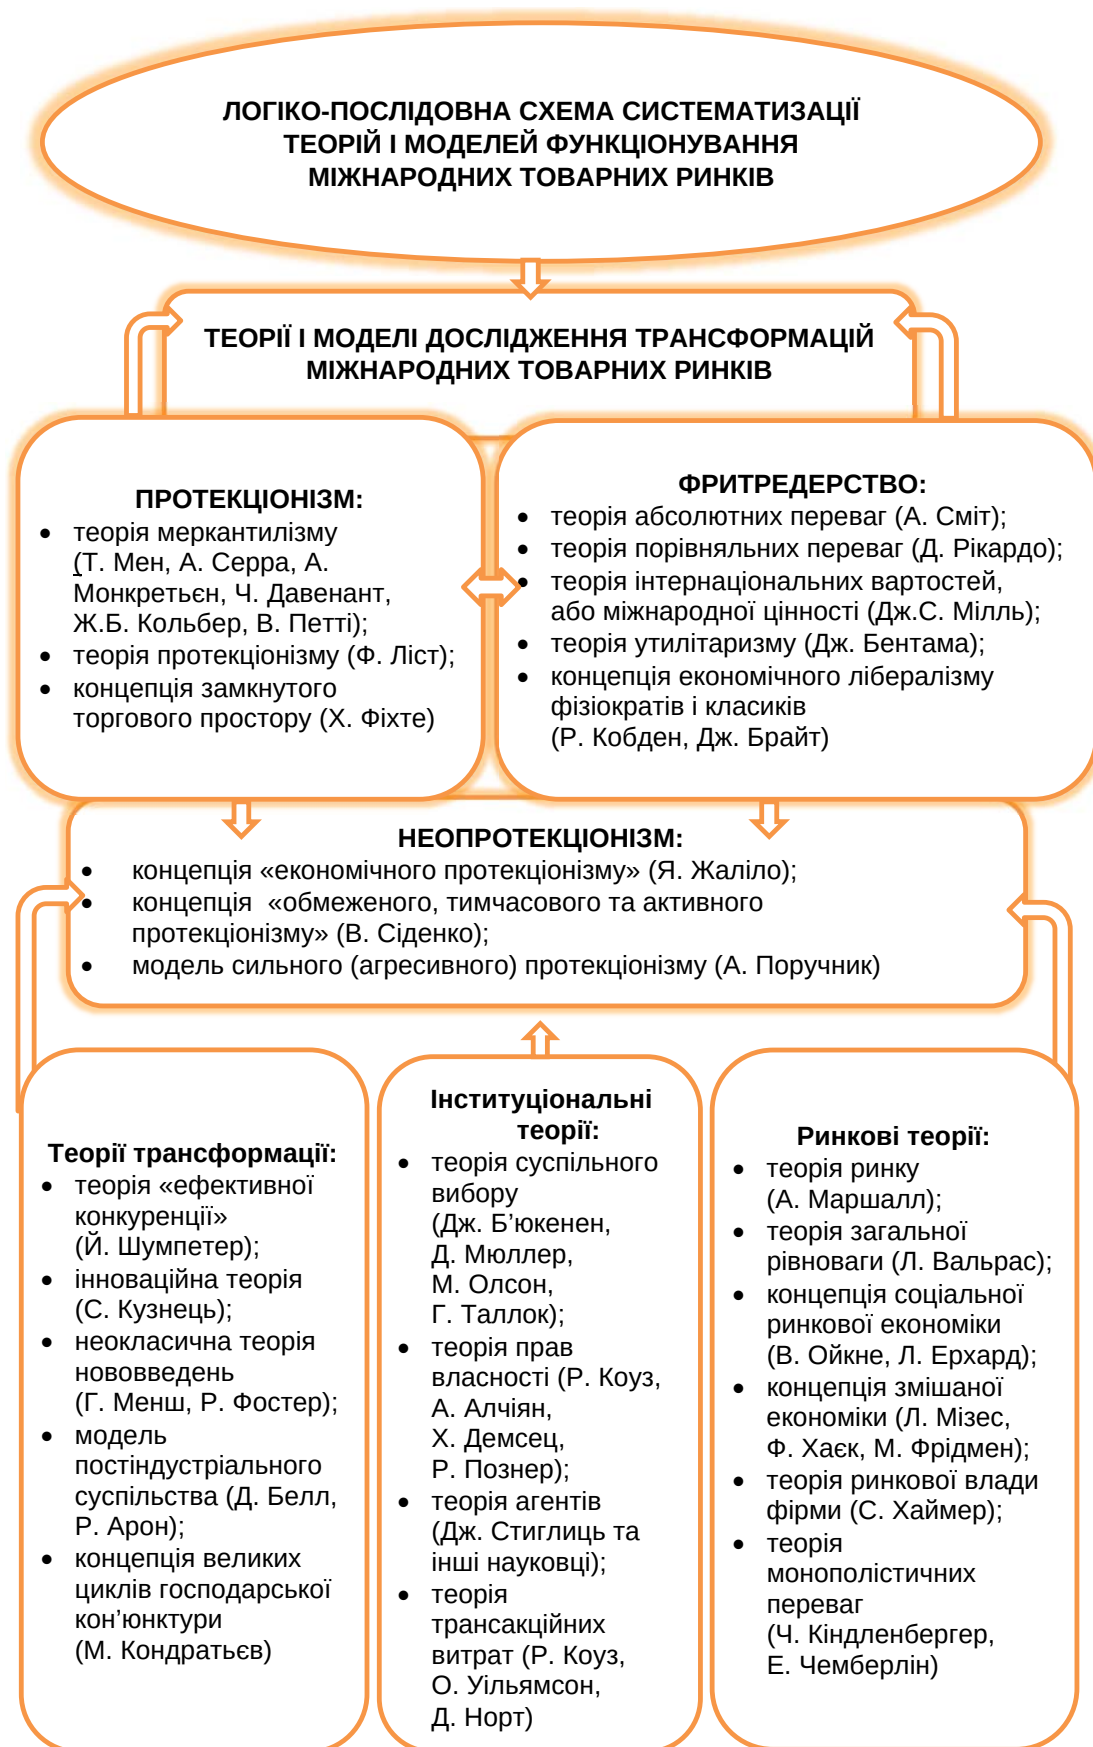 ЛОГІКО-ПОСЛІДОВНА СХЕМА СИСТЕМАТИЗАЦІЇ
ТЕОРІЙ І МОДЕЛЕЙ ФУНКЦІОНУВАННЯ
МІЖНАРОДНИХ ТОВАРНИХ РИНКІВ
ТЕОРІЇ І МОДЕЛІ ДОСЛІДЖЕННЯ ТРАНСФОРМАЦІЙ
МІЖНАРОДНИХ ТОВАРНИХ РИНКІВ
ПРОТЕКЦІОНІЗМ:
• теорія меркантилізму
(Т. Мен, А. Серра, А.
Монкретьєн, Ч. Давенант,
Ж.Б. Кольбер, В. Петті);
• теорія протекціонізму (Ф. Ліст);
• концепція замкнутого
торгового простору (Х. Фіхте)
ФРИТРЕДЕРСТВО:
• теорія абсолютних переваг (А. Сміт);
• теорія порівняльних переваг (Д. Рікардо);
• теорія інтернаціональних вартостей,
або міжнародної цінності (Дж.С. Мілль);
• теорія утилітаризму (Дж. Бентама);
• концепція економічного лібералізму
фізіократів і класиків
(Р. Кобден, Дж. Брайт)
НЕОПРОТЕКЦІОНІЗМ:
• концепція «економічного протекціонізму» (Я. Жаліло);
• концепція «обмеженого, тимчасового та активного
протекціонізму» (В. Сіденко);
• модель сильного (агресивного) протекціонізму (А. Поручник)
Теорії трансформації:
• теорія «ефективної
конкуренції»
(Й. Шумпетер);
• інноваційна теорія
(С. Кузнець);
• неокласична теорія
нововведень
(Г. Менш, Р. Фостер);
• модель
постіндустріального
суспільства (Д. Белл,
Р. Арон);
• концепція великих
циклів господарської
кон’юнктури
(М. Кондратьєв)
Інституціональні
теорії:
• теорія суспільного
вибору
(Дж. Б’юкенен,
Д. Мюллер,
М. Олсон,
Г. Таллок);
• теорія прав
власності (Р. Коуз,
А. Алчіян,
Х. Демсец,
Р. Познер);
• теорія агентів
(Дж. Стиглиць та
інші науковці);
• теорія
трансакційних
витрат (Р. Коуз,
О. Уільямсон,
Д. Норт)
Ринкові теорії:
• теорія ринку
(А. Маршалл);
• теорія загальної
рівноваги (Л. Вальрас);
• концепція соціальної
ринкової економіки
(В. Ойкне, Л. Ерхард);
• концепція змішаної
економіки (Л. Мізес,
Ф. Хаєк, М. Фрідмен);
• теорія ринкової влади
фірми (С. Хаймер);
• теорія
монополістичних
переваг
(Ч. Кіндленбергер,
Е. Чемберлін)